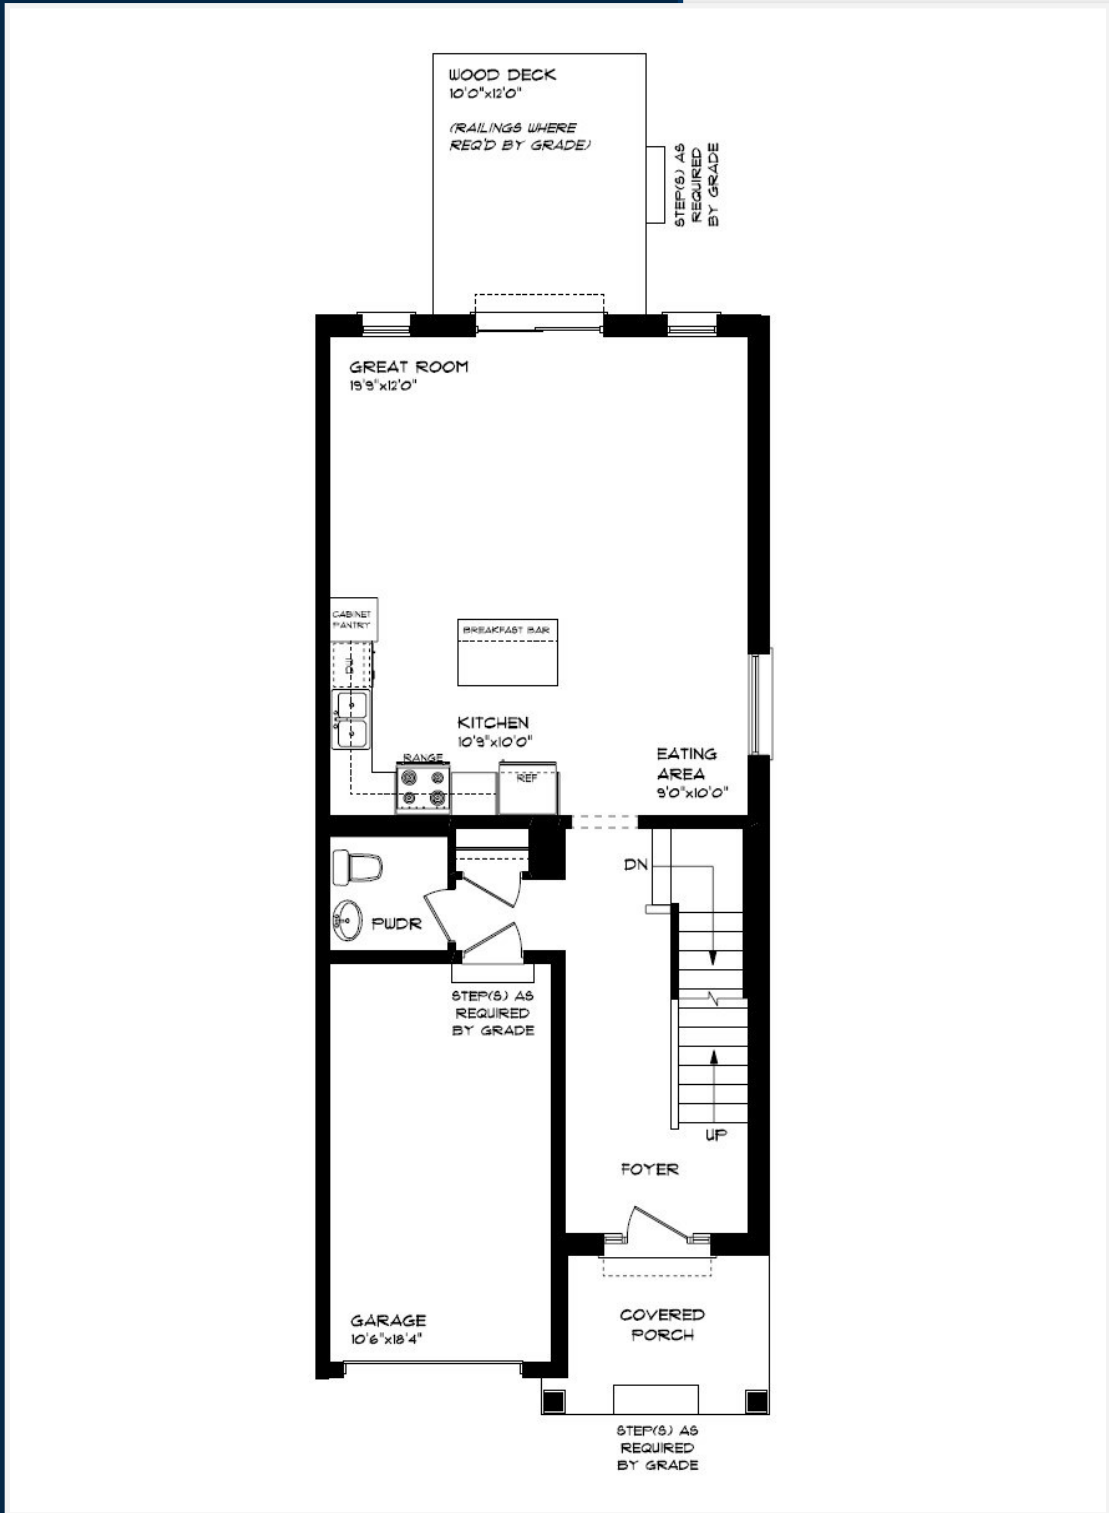 WOOD DECK
10'0"x12'0"
(RAILINGS WHERE
REQ'D BY GRADE)
STEP(S) AS
REQUIRED
BY GRADE
GREAT ROOM
19'9"x12'0"
CABINET
PANTRY
DW
BREAKFAST BAR
KITCHEN
10'9"x10'0"
RANGE
REF
EATING
AREA
9'0"x10'0"
DN
PWDR
STEP(S) AS
REQUIRED
BY GRADE
UP
FOYER
GARAGE
10'6"x18'4"
COVERED
PORCH
STEP(S) AS
REQUIRED
BY GRADE